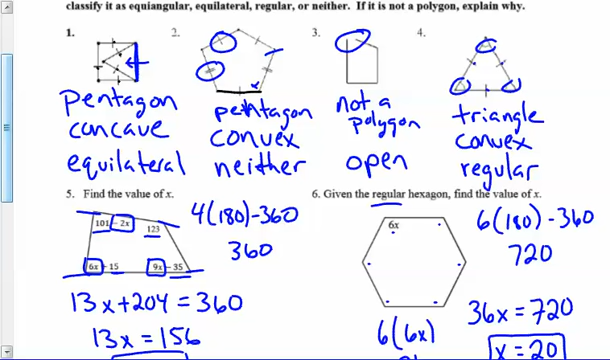 classify it as equiangular, equilateral, regular, or neither. If it is not a polygon, explain why.
1. 2. 3. 4.
pentagon
concave
equilateral
pentagon
convex
neither
not a
polygon
open
triangle
convex
regular
5. Find the value of x.
101 - 2x
123
6x + 15
9x - 35
4(180) - 360
360
13x + 204 = 360
13x = 156
6. Given the regular hexagon, find the value of x.
6x
6(180) - 360
720
6(6x)
36x = 720
x = 20